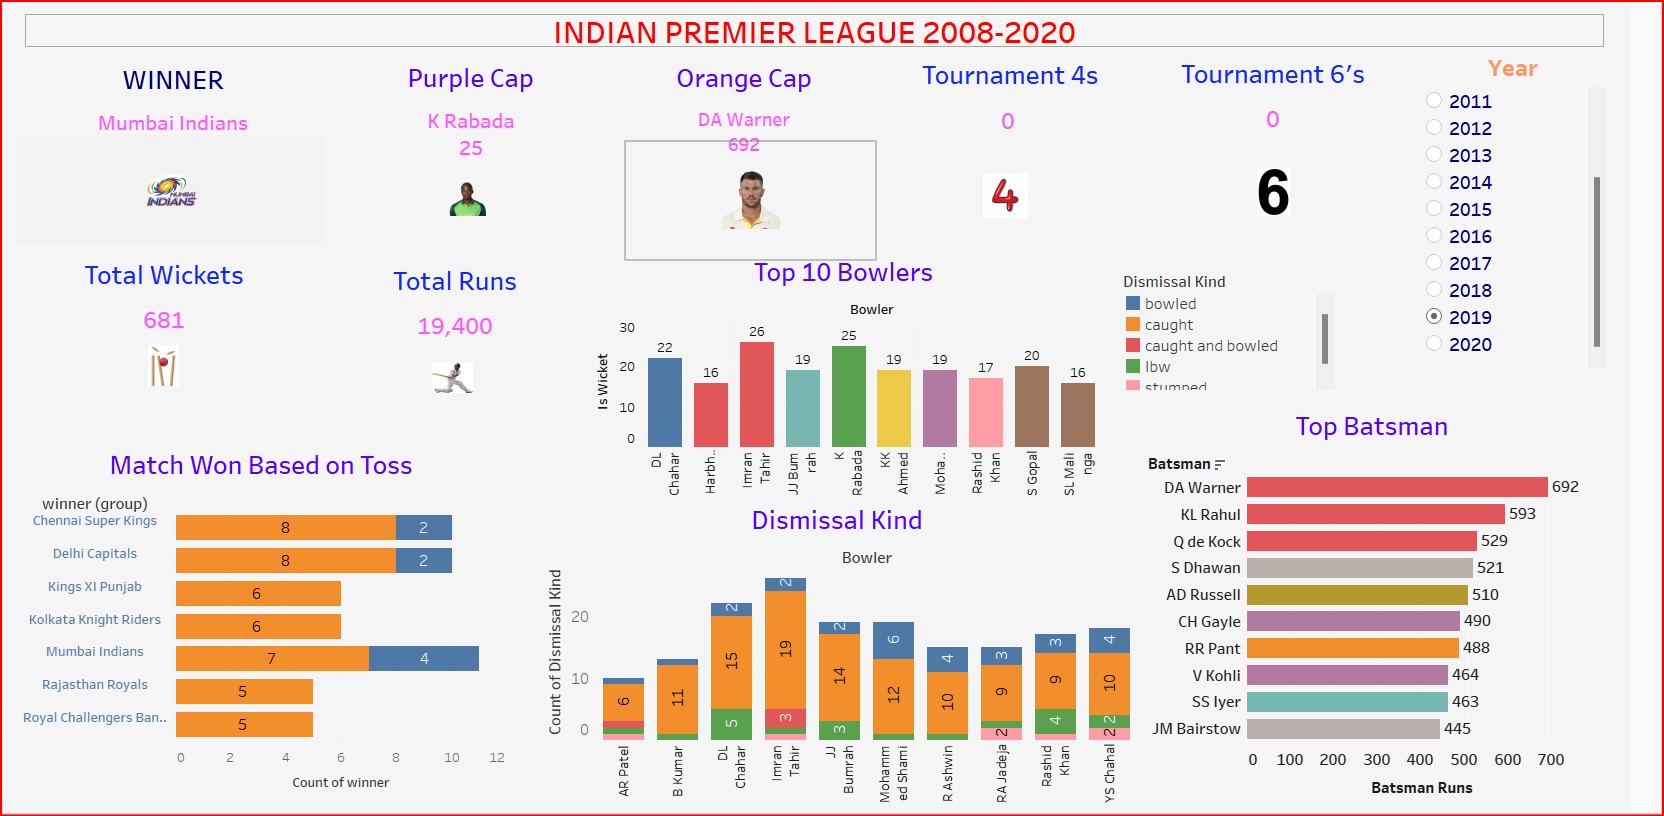 INDIAN PREMIER LEAGUE 2008-2020
WINNER
Mumbai Indians
MUMBAI
INDIANS
Purple Cap
K Rabada
25
Orange Cap
DA Warner
692
Tournament 4s
0
4
Tournament 6’s
0
6
Year
2011
2012
2013
2014
2015
2016
2017
2018
2019
2020
Total Wickets
681
Total Runs
19,400
Top 10 Bowlers
Bowler
Is Wicket
30
20
10
0
22
16
26
19
25
19
19
17
20
16
DL
Chahar
Harbh..
Imran
Tahir
JJ Bum
rah
K
Rabada
KK
Ahmed
Moha..
Rashid
Khan
S Gopal
SL Mali
nga
Dismissal Kind
bowled
caught
caught and bowled
lbw
stumped
Match Won Based on Toss
winner (group)
Chennai Super Kings
8
2
Delhi Capitals
8
2
Kings XI Punjab
6
Kolkata Knight Riders
6
Mumbai Indians
7
4
Rajasthan Royals
5
Royal Challengers Ban..
5
0
2
4
6
8
10
12
Count of winner
Dismissal Kind
Bowler
Count of Dismissal Kind
20
10
0
6
11
2
15
5
2
19
3
2
14
3
6
12
4
10
3
9
2
3
9
4
4
10
2
2
AR Patel
B Kumar
DL
Chahar
Imran
Tahir
JJ
Bumrah
Mohamm
ed Shami
R Ashwin
RA Jadeja
Rashid
Khan
YS Chahal
Top Batsman
Batsman
DA Warner
692
KL Rahul
593
Q de Kock
529
S Dhawan
521
AD Russell
510
CH Gayle
490
RR Pant
488
V Kohli
464
SS Iyer
463
JM Bairstow
445
0
100
200
300
400
500
600
700
Batsman Runs